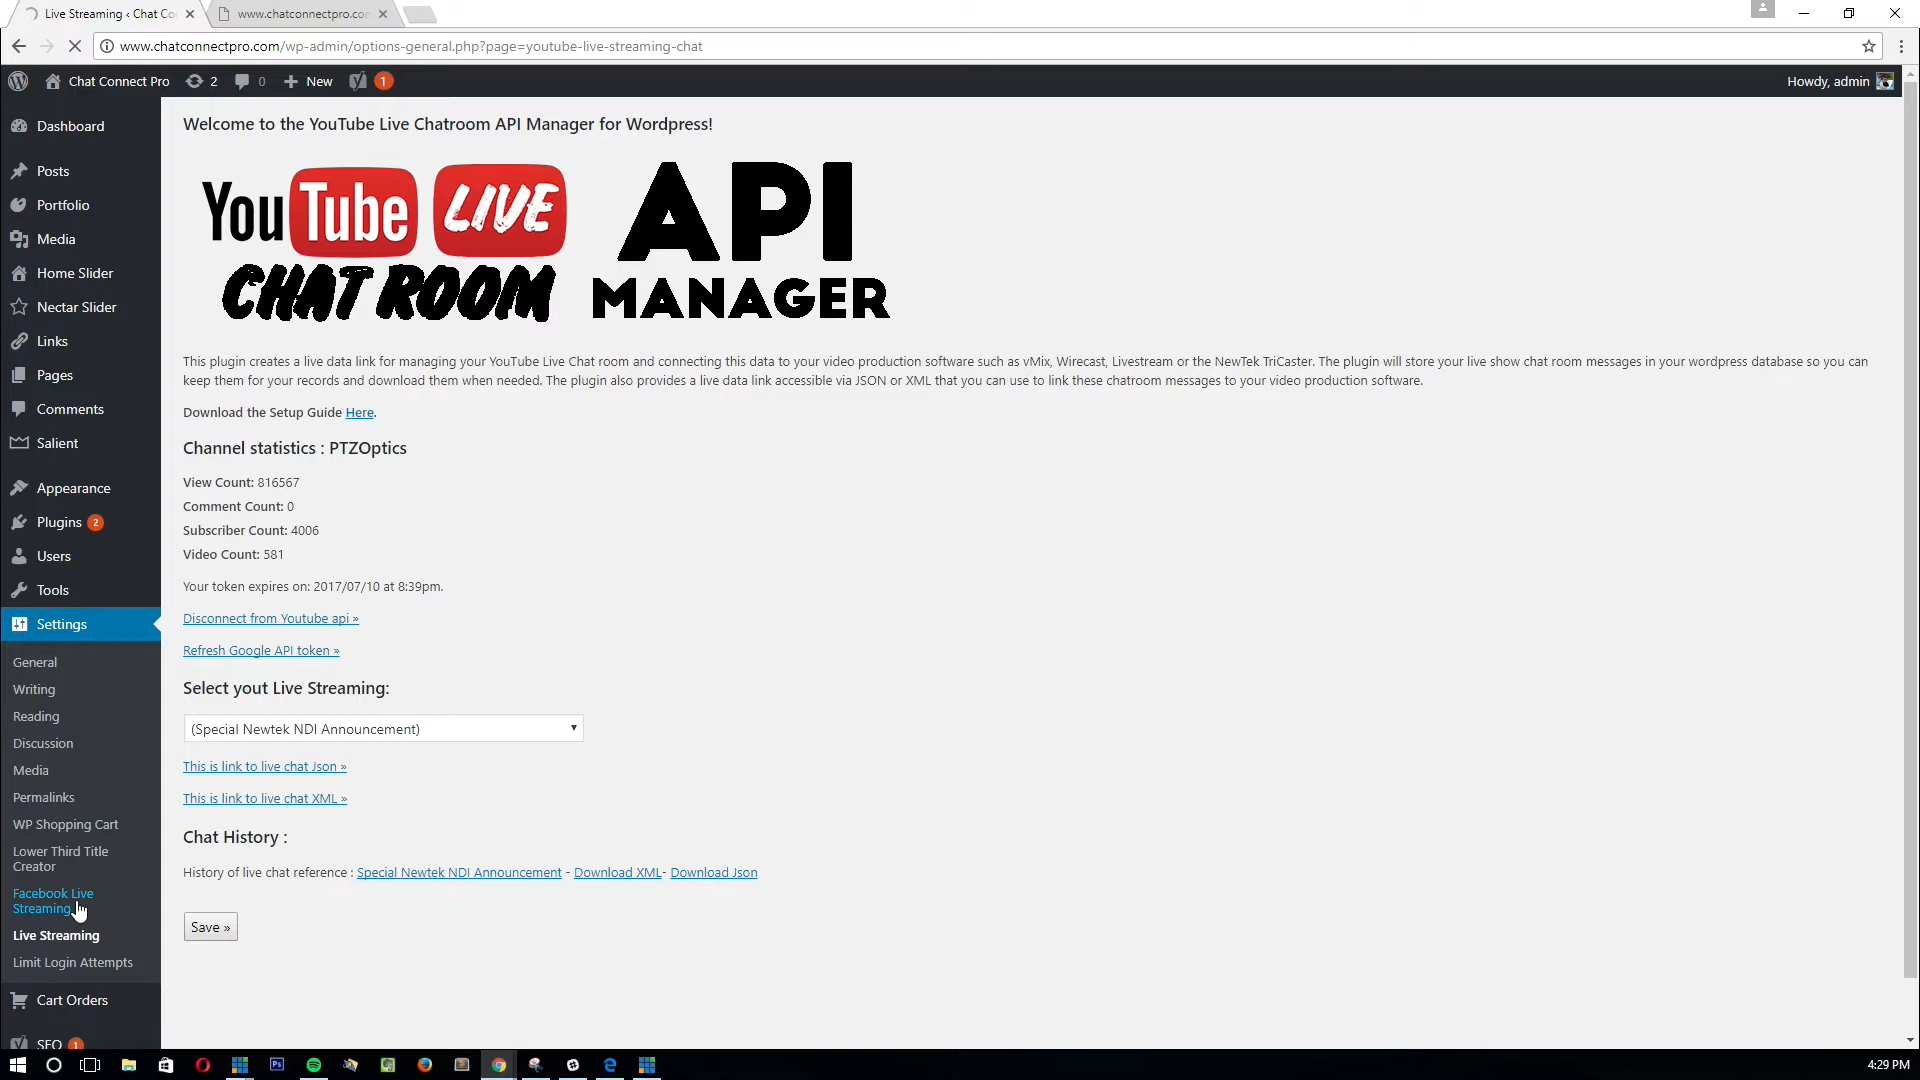 Live Streaming ‹ Chat Co
www.chatconnectpro.con
www.chatconnectpro.com/wp-admin/options-general.php?page=youtube-live-streaming-chat
Chat Connect Pro
2
0
New
1
Howdy, admin
Dashboard
Posts
Portfolio
Media
Home Slider
Nectar Slider
Links
Pages
Comments
Salient
Appearance
Plugins 2
Users
Tools
Settings
General
Writing
Reading
Discussion
Media
Permalinks
WP Shopping Cart
Lower Third Title
Creator
Facebook Live
Streaming
Live Streaming
Limit Login Attempts
Cart Orders
SEO 1
Welcome to the YouTube Live Chatroom API Manager for Wordpress!
YouTube LIVE
CHAT ROOM
API
MANAGER
This plugin creates a live data link for managing your YouTube Live Chat room and connecting this data to your video production software such as vMix, Wirecast, Livestream or the NewTek TriCaster. The plugin will store your live show chat room messages in your wordpress database so you can
keep them for your records and download them when needed. The plugin also provides a live data link accessible via JSON or XML that you can use to link these chatroom messages to your video production software.
Download the Setup Guide Here.
Channel statistics : PTZOptics
View Count: 816567
Comment Count: 0
Subscriber Count: 4006
Video Count: 581
Your token expires on: 2017/07/10 at 8:39pm.
Disconnect from Youtube api »
Refresh Google API token »
Select yout Live Streaming:
(Special Newtek NDI Announcement)
This is link to live chat Json »
This is link to live chat XML »
Chat History :
History of live chat reference : Special Newtek NDI Announcement - Download XML- Download Json
Save »
Ps
4:29 PM